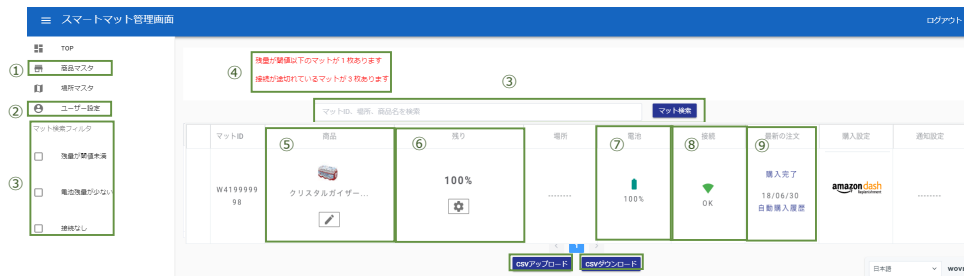 スマートマット管理画面
ログアウト
TOP
① 商品マスタ
場所マスタ
② ユーザー設定
マット検索フィルタ
③
残量が閾値未満
電池残量が少ない
接続なし
④
残量が閾値以下のマットが1枚あります
接続が途切れているマットが3枚あります
③
マットID、場所、商品名を検索
マット検索
マットID 商品 残り 場所 電池 接続 最新の注文 購入設定 通知設定
⑤ ⑥ ⑦ ⑧ ⑨
W4199999
98
クリスタルガイザー...
100%
--------
100%
OK
購入完了
18/06/30
自動購入履歴
amazon dash
Replenishment
--------
< 1 >
CSVアップロード CSVダウンロード
日本語
WOVN